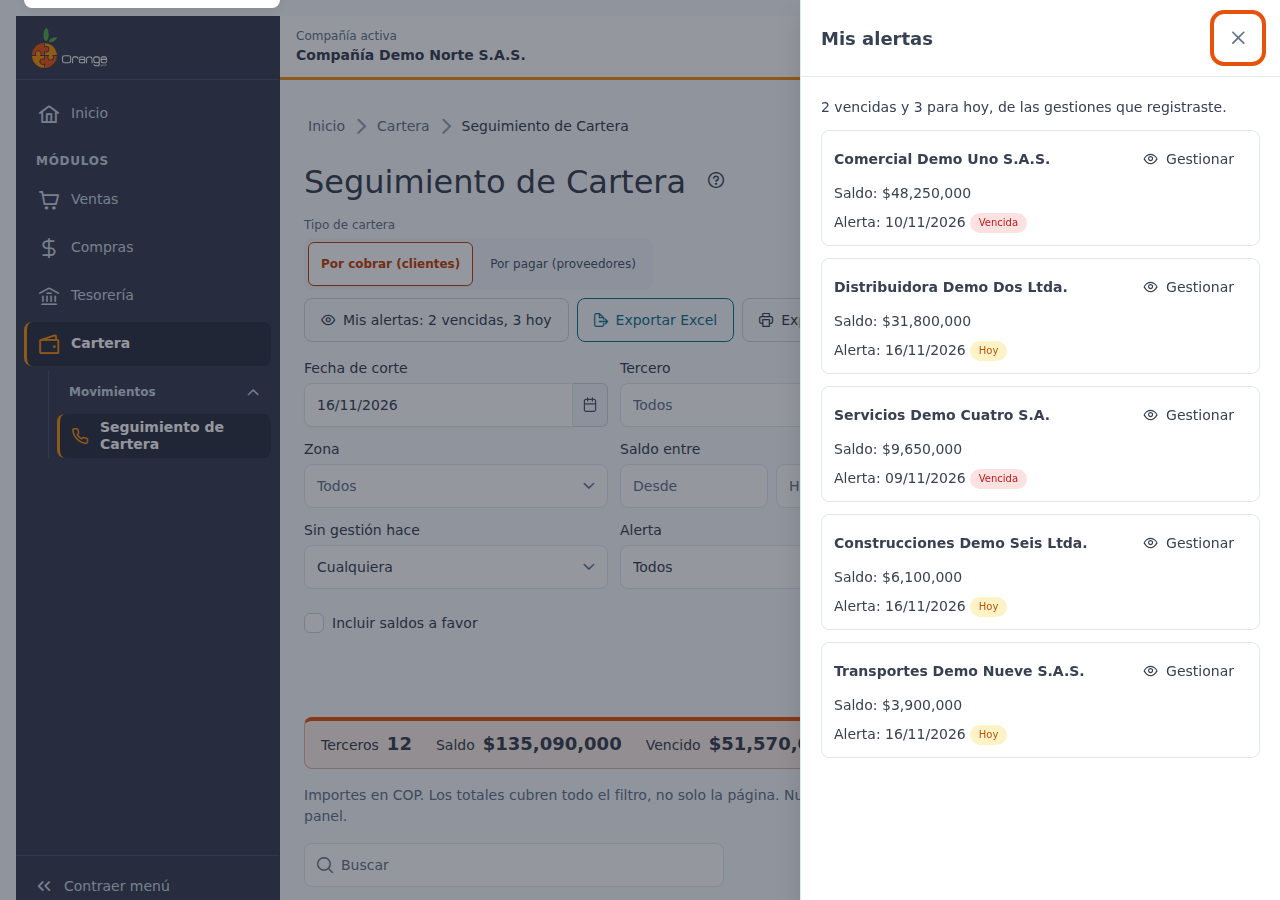 Orange
Inicio
MÓDULOS
Ventas
Compras
Tesorería
Cartera
Movimientos
Seguimiento de
Cartera
Contraer menú
Compañía activa
Compañía Demo Norte S.A.S.
Inicio Cartera Seguimiento de Cartera
Seguimiento de Cartera
Tipo de cartera
Por cobrar (clientes) Por pagar (proveedores)
Mis alertas: 2 vencidas, 3 hoy Exportar Excel
Fecha de corte Tercero
16/11/2026 Todos
Zona Saldo entre
Todos Desde
Sin gestión hace Alerta
Cualquiera Todos
Incluir saldos a favor
Terceros 12 Saldo $135,090,000 Vencido $51,570,
Importes en COP. Los totales cubren todo el filtro, no solo la página.
panel.
Buscar
Mis alertas
2 vencidas y 3 para hoy, de las gestiones que registraste.
Comercial Demo Uno S.A.S. Gestionar
Saldo: $48,250,000
Alerta: 10/11/2026 Vencida
Distribuidora Demo Dos Ltda. Gestionar
Saldo: $31,800,000
Alerta: 16/11/2026 Hoy
Servicios Demo Cuatro S.A. Gestionar
Saldo: $9,650,000
Alerta: 09/11/2026 Vencida
Construcciones Demo Seis Ltda. Gestionar
Saldo: $6,100,000
Alerta: 16/11/2026 Hoy
Transportes Demo Nueve S.A.S. Gestionar
Saldo: $3,900,000
Alerta: 16/11/2026 Hoy